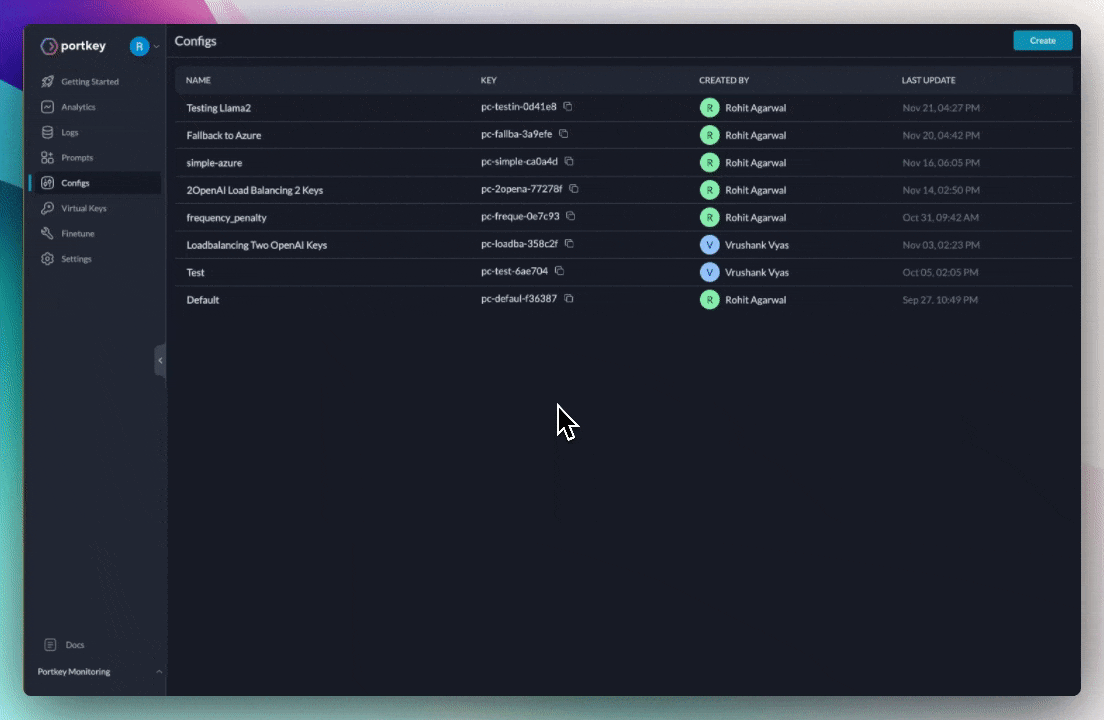 portkey R
Configs
Create
Getting Started
Analytics
Logs
Prompts
Configs
Virtual Keys
Finetune
Settings
NAME KEY CREATED BY LAST UPDATE
Testing Llama2 pc-testin-0d41e8 R Rohit Agarwal Nov 21, 04:27 PM
Fallback to Azure pc-fallba-3a9efe R Rohit Agarwal Nov 20, 04:42 PM
simple-azure pc-simple-ca0a4d R Rohit Agarwal Nov 16, 06:05 PM
2OpenAI Load Balancing 2 Keys pc-2opena-77278f R Rohit Agarwal Nov 14, 02:50 PM
frequency_penalty pc-freque-0e7c93 R Rohit Agarwal Oct 31, 09:42 AM
Loadbalancing Two OpenAI Keys pc-loadba-358c2f V Vrushank Vyas Nov 03, 02:23 PM
Test pc-test-6ae704 V Vrushank Vyas Oct 05, 02:05 PM
Default pc-defaul-f36387 R Rohit Agarwal Sep 27, 10:49 PM
Docs
Portkey Monitoring